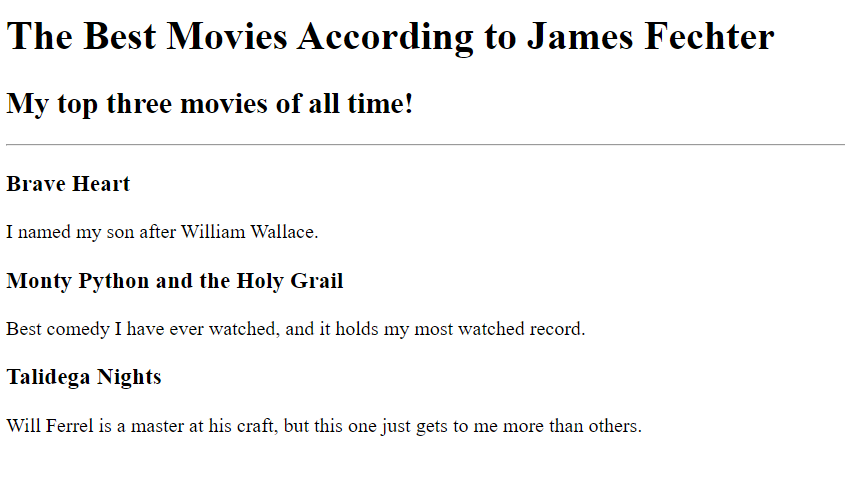 The Best Movies According to James Fechter
My top three movies of all time!
Brave Heart
I named my son after William Wallace.
Monty Python and the Holy Grail
Best comedy I have ever watched, and it holds my most watched record.
Talidega Nights
Will Ferrel is a master at his craft, but this one just gets to me more than others.